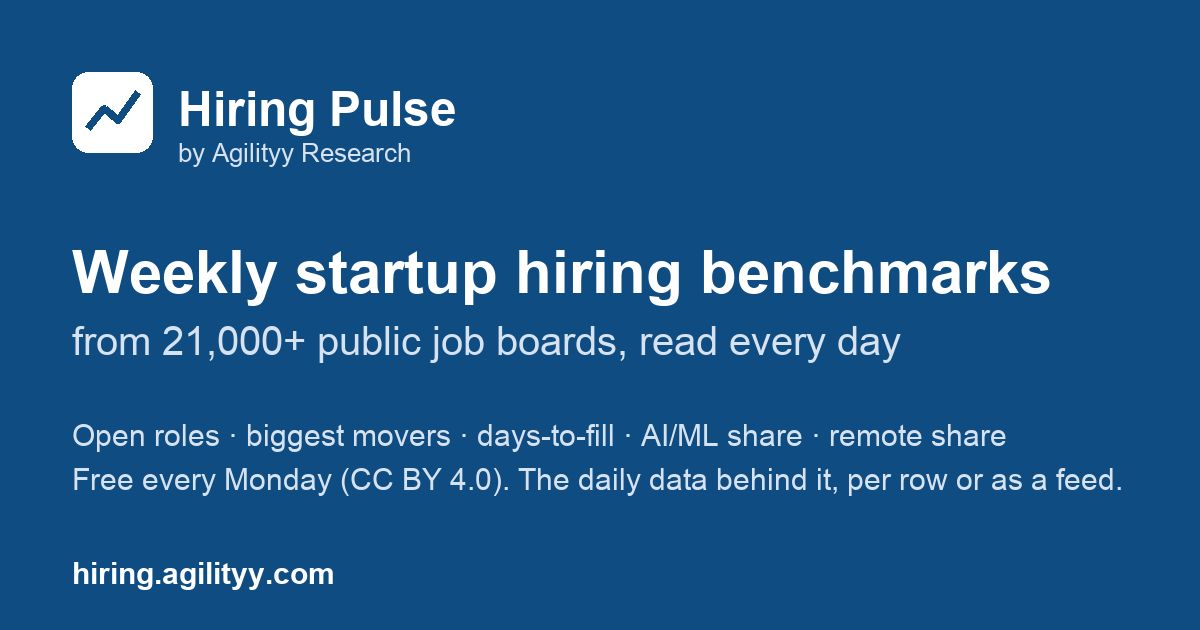 Hiring Pulse
by Agilityy Research
Weekly startup hiring benchmarks
from 21,000+ public job boards, read every day
Open roles · biggest movers · days-to-fill · AI/ML share · remote share
Free every Monday (CC BY 4.0). The daily data behind it, per row or as a feed.
hiring.agilityy.com